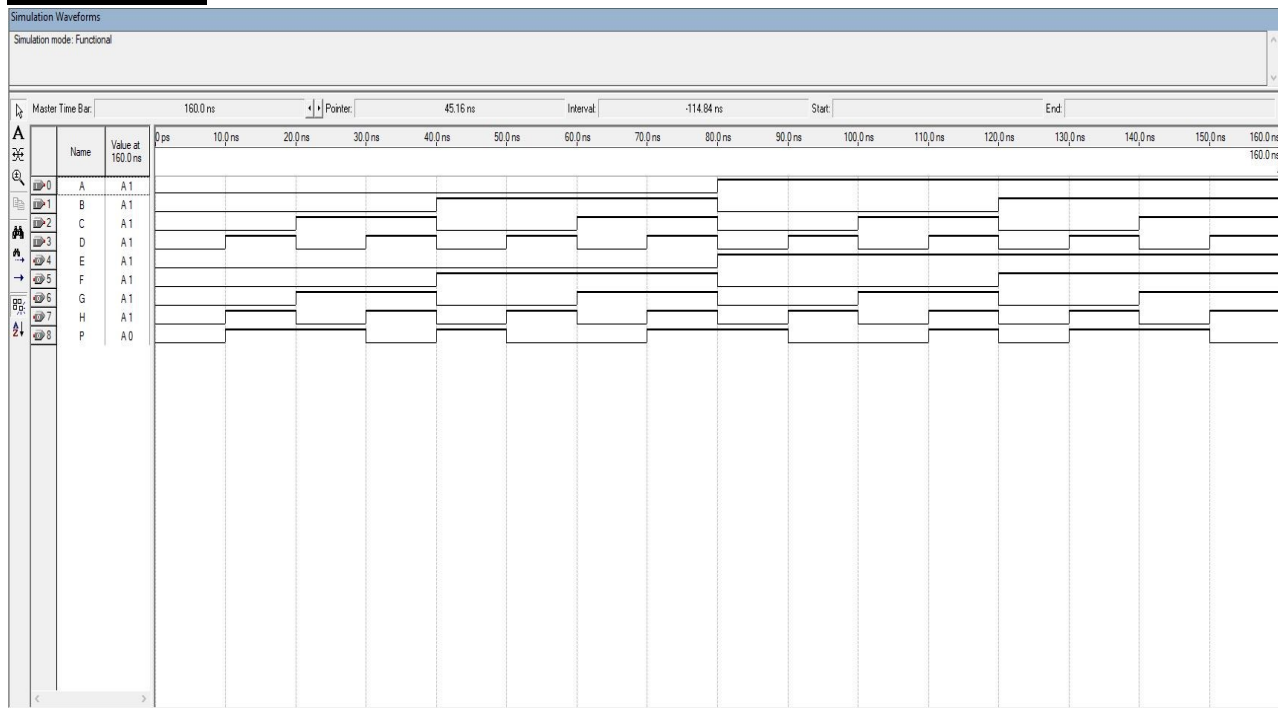 Simulation Waveforms
Simulation mode: Functional
Master Time Bar: 160.0 ns Pointer: 45.16 ns Interval: -114.84 ns Start: End:
Name Value at 160.0 ns 0 ps 10.0 ns 20.0 ns 30.0 ns 40.0 ns 50.0 ns 60.0 ns 70.0 ns 80.0 ns 90.0 ns 100.0 ns 110.0 ns 120.0 ns 130.0 ns 140.0 ns 150.0 ns 160.0 ns
160.0 ns
0 A A 1
1 B A 1
2 C A 1
3 D A 1
4 E A 1
5 F A 1
6 G A 1
7 H A 1
8 P A 0